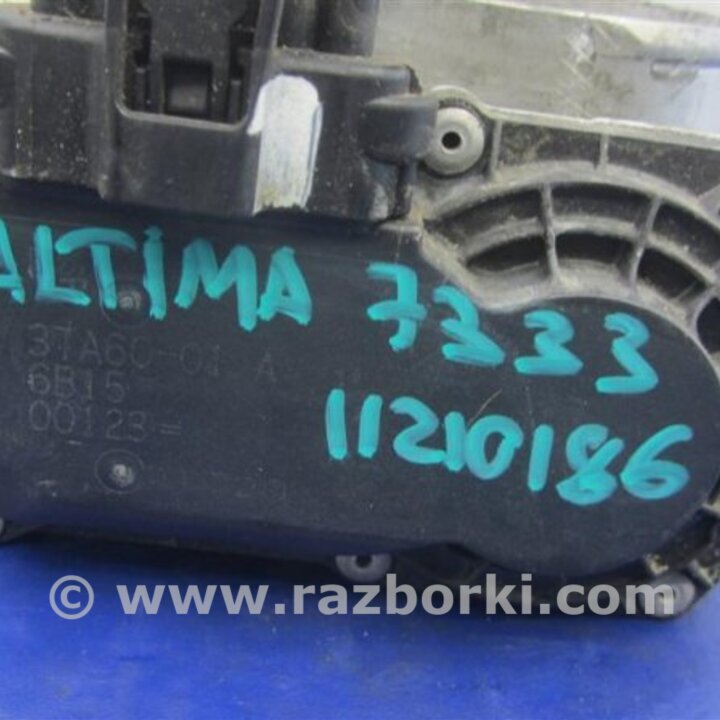 ALTIMA 7333
3TA60-01 A
6B15
00123=
11210186
© www.razborki.com